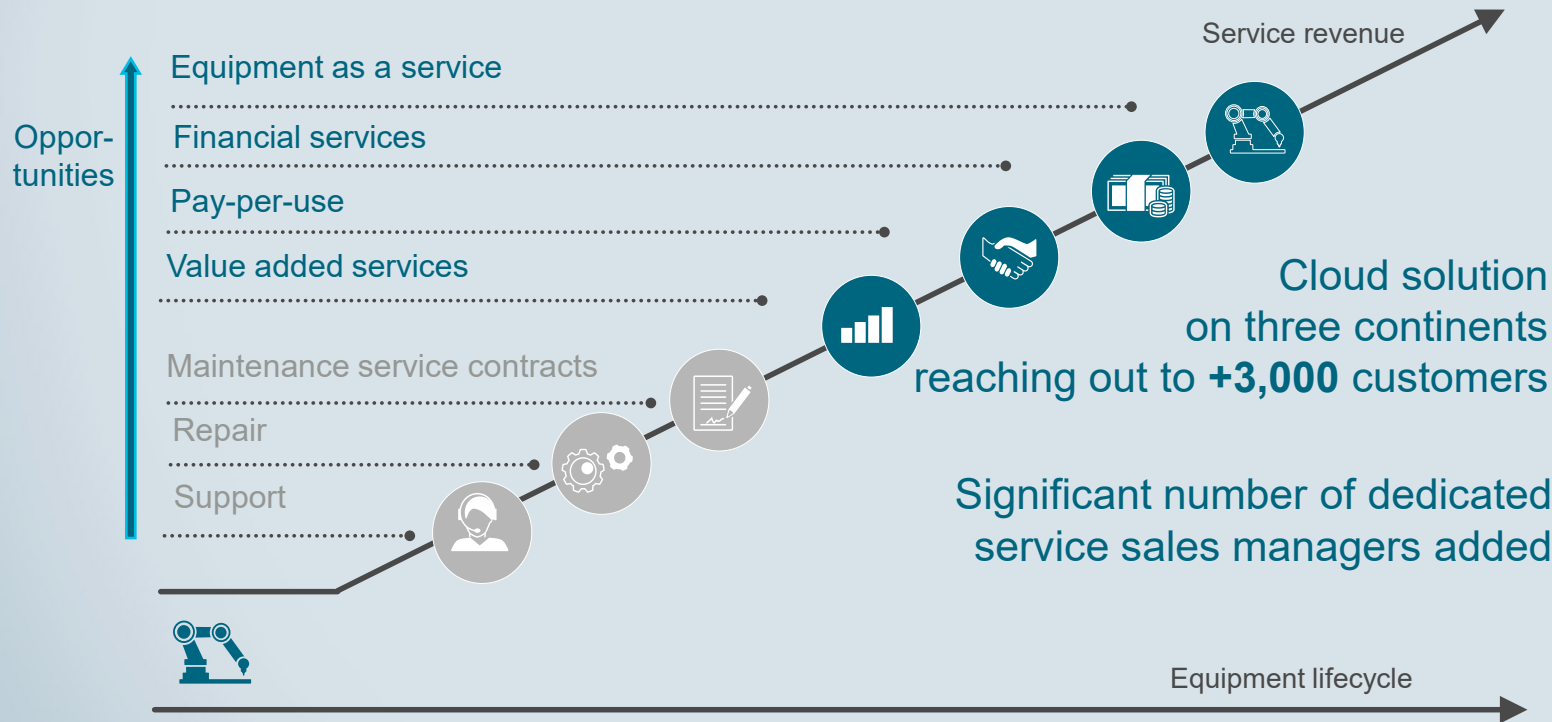 Service revenue
Equipment as a service
Oppor-
tunities
Financial services
Pay-per-use
Value added services
Cloud solution
on three continents
reaching out to +3,000 customers
Maintenance service contracts
Repair
Support
Significant number of dedicated
service sales managers added
Equipment lifecycle